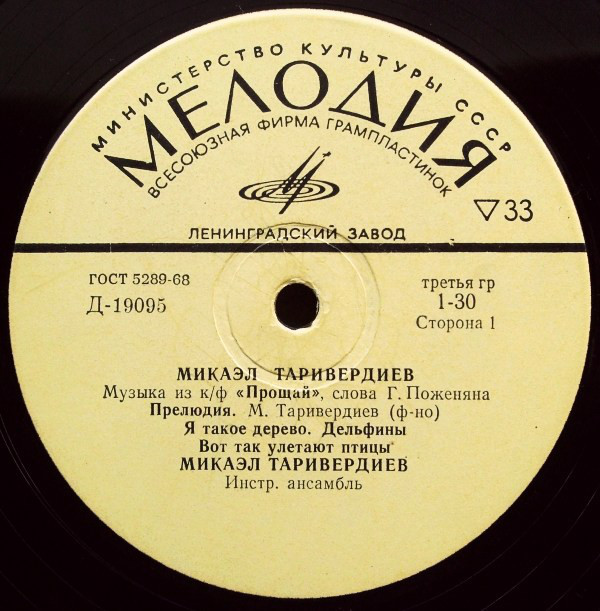 МИНИСТЕРСТВО КУЛЬТУРЫ СССР
МЕЛОДИЯ
ВСЕСОЮЗНАЯ ФИРМА ГРАМПЛАСТИНОК
▽33
ЛЕНИНГРАДСКИЙ ЗАВОД
ГОСТ 5289-68
Д-19095
третья гр
1-30
Сторона 1
МИКАЭЛ ТАРИВЕРДИЕВ
Музыка из к/ф «Прощай», слова Г. Поженяна
Прелюдия. М. Таривердиев (ф-но)
Я такое дерево. Дельфины
Вот так улетают птицы
МИКАЭЛ ТАРИВЕРДИЕВ
Инстр. ансамбль